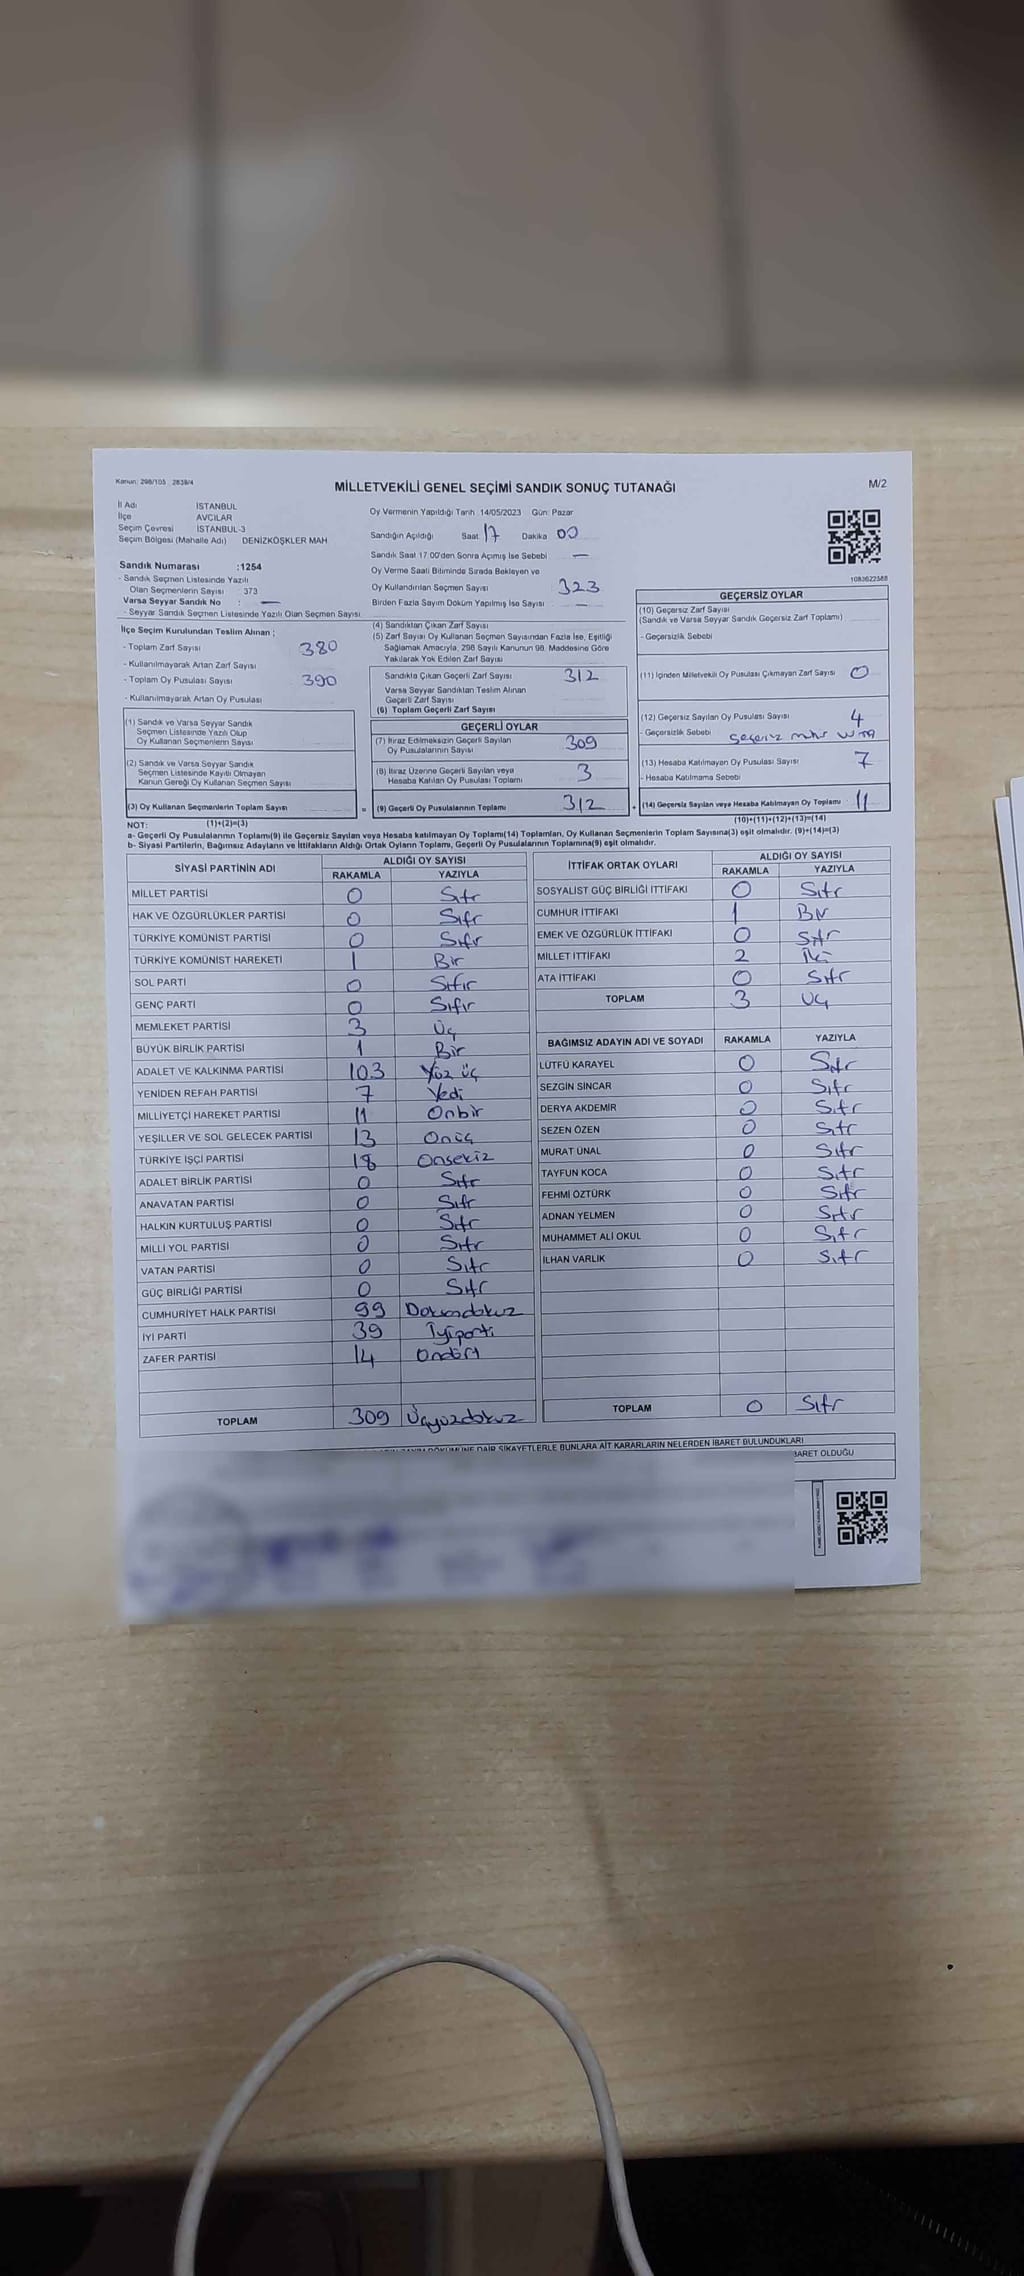 Kanun: 298/105 2839/4
MİLLETVEKİLİ GENEL SEÇİMİ SANDIK SONUÇ TUTANAĞI
M/2
İl Adı İSTANBUL
İlçe AVCILAR
Seçim Çevresi İSTANBUL-3
Seçim Bölgesi (Mahalle Adı) DENİZKÖŞKLER MAH
Sandık Numarası :1254
- Sandık Seçmen Listesinde Yazılı
Olan Seçmenlerin Sayısı 373
Varsa Seyyar Sandık No : —
- Seyyar Sandık Seçmen Listesinde Yazılı Olan Seçmen Sayısı
Oy Vermenin Yapıldığı Tarih :14/05/2023 Gün: Pazar
Sandığın Açıldığı Saat 17 Dakika 00
Sandık Saat 17.00'den Sonra Açılmış İse Sebebi —
Oy Verme Saati Bitiminde Sırada Bekleyen ve
Oy Kullandırılan Seçmen Sayısı 323
Birden Fazla Sayım Döküm Yapılmış İse Sayısı —
1083622588
İlçe Seçim Kurulundan Teslim Alınan ;
- Toplam Zarf Sayısı 380
- Kullanılmayarak Artan Zarf Sayısı
- Toplam Oy Pusulası Sayısı 390
- Kullanılmayarak Artan Oy Pusulası
(1) Sandık ve Varsa Seyyar Sandık
Seçmen Listesinde Yazılı Olup
Oy Kullanan Seçmenlerin Sayısı
(2) Sandık ve Varsa Seyyar Sandık
Seçmen Listesinde Kayıtlı Olmayan
Kanun Gereği Oy Kullanan Seçmen Sayısı
(3) Oy Kullanan Seçmenlerin Toplam Sayısı
(1)+(2)=(3)
(4) Sandıktan Çıkan Zarf Sayısı
(5) Zarf Sayısı Oy Kullanan Seçmen Sayısından Fazla İse, Eşitliği
Sağlamak Amacıyla, 298 Sayılı Kanunun 98. Maddesine Göre
Yakılarak Yok Edilen Zarf Sayısı
Sandıkta Çıkan Geçerli Zarf Sayısı 312
Varsa Seyyar Sandıktan Teslim Alınan
Geçerli Zarf Sayısı
(6) Toplam Geçerli Zarf Sayısı
GEÇERLİ OYLAR
(7) İtiraz Edilmeksizin Geçerli Sayılan
Oy Pusulalarının Sayısı 309
(8) İtiraz Üzerine Geçerli Sayılan veya
Hesaba Katılan Oy Pusulası Toplamı 3
= (9) Geçerli Oy Pusulalarının Toplamı 312 +
GEÇERSİZ OYLAR
(10) Geçersiz Zarf Sayısı
(Sandık ve Varsa Seyyar Sandık Geçersiz Zarf Toplamı)
- Geçersizlik Sebebi
(11) İçinden Milletvekili Oy Pusulası Çıkmayan Zarf Sayısı 0
(12) Geçersiz Sayılan Oy Pusulası Sayısı 4
- Geçersizlik Sebebi
(13) Hesaba Katılmayan Oy Pusulası Sayısı 7
- Hesaba Katılmama Sebebi
(14) Geçersiz Sayılan veya Hesaba Katılmayan Oy Toplamı 11
(10)+(11)+(12)+(13)=(14)
NOT:
a- Geçerli Oy Pusulalarının Toplamı(9) ile Geçersiz Sayılan veya Hesaba katılmayan Oy Toplamı(14) Toplamları, Oy Kullanan Seçmenlerin Toplam Sayısına(3) eşit olmalıdır. (9)+(14)=(3)
b- Siyasi Partilerin, Bağımsız Adayların ve İttifakların Aldığı Ortak Oyların Toplamı, Geçerli Oy Pusulalarının Toplamına(9) eşit olmalıdır.
SİYASİ PARTİNİN ADI ALDIĞI OY SAYISI
RAKAMLA YAZIYLA
MİLLET PARTİSİ 0 Sıfır
HAK VE ÖZGÜRLÜKLER PARTİSİ 0 Sıfır
TÜRKİYE KOMÜNİST PARTİSİ 0 Sıfır
TÜRKİYE KOMÜNİST HAREKETİ 1 Bir
SOL PARTİ 0 Sıfır
GENÇ PARTİ 0 Sıfır
MEMLEKET PARTİSİ 3 Üç
BÜYÜK BİRLİK PARTİSİ 1 Bir
ADALET VE KALKINMA PARTİSİ 103 Yüz üç
YENİDEN REFAH PARTİSİ 7 Yedi
MİLLİYETÇİ HAREKET PARTİSİ 11 Onbir
YEŞİLLER VE SOL GELECEK PARTİSİ 13 Onüç
TÜRKİYE İŞÇİ PARTİSİ 18 Onsekiz
ADALET BİRLİK PARTİSİ 0 Sıfır
ANAVATAN PARTİSİ 0 Sıfır
HALKIN KURTULUŞ PARTİSİ 0 Sıfır
MİLLİ YOL PARTİSİ 0 Sıfır
VATAN PARTİSİ 0 Sıfır
GÜÇ BİRLİĞİ PARTİSİ 0 Sıfır
CUMHURİYET HALK PARTİSİ 99 Doksandokuz
İYİ PARTİ 39 İyiparti
ZAFER PARTİSİ 14 Ondört
TOPLAM 309 Üçyüzdokuz
İTTİFAK ORTAK OYLARI ALDIĞI OY SAYISI
RAKAMLA YAZIYLA
SOSYALİST GÜÇ BİRLİĞİ İTTİFAKI 0 Sıfır
CUMHUR İTTİFAKI 1 Bir
EMEK VE ÖZGÜRLÜK İTTİFAKI 0 Sıfır
MİLLET İTTİFAKI 2 İki
ATA İTTİFAKI 0 Sıfır
TOPLAM 3 Üç
BAĞIMSIZ ADAYIN ADI VE SOYADI RAKAMLA YAZIYLA
LÜTFÜ KARAYEL 0 Sıfır
SEZGİN SİNCAR 0 Sıfır
DERYA AKDEMİR 0 Sıfır
SEZEN ÖZEN 0 Sıfır
MURAT ÜNAL 0 Sıfır
TAYFUN KOCA 0 Sıfır
FEHMİ ÖZTÜRK 0 Sıfır
ADNAN YELMEN 0 Sıfır
MUHAMMET ALİ OKUL 0 Sıfır
İLHAN VARLIK 0 Sıfır
TOPLAM 0 Sıfır
DAİR ŞİKAYETLERLE BUNLARA AİT KARARLARIN NELERDEN İBARET BULUNDUKLARI
OLDUĞU